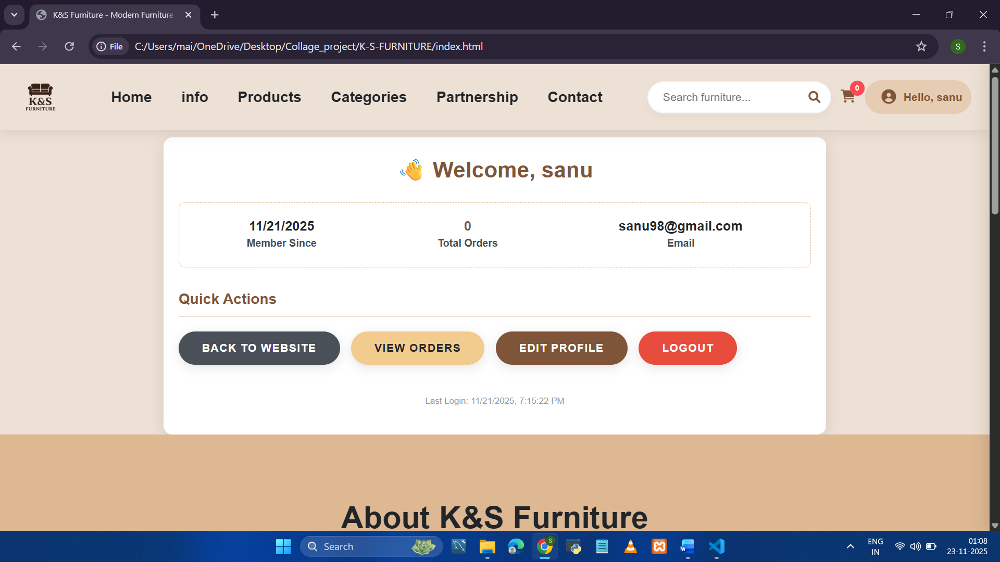 K&S Furniture - Modern Furniture
File
C:/Users/mai/OneDrive/Desktop/Collage_project/K-S-FURNITURE/index.html
S
K&S
FURNITURE
Home
info
Products
Categories
Partnership
Contact
Search furniture...
0
Hello, sanu
👋 Welcome, sanu
11/21/2025
Member Since
0
Total Orders
sanu98@gmail.com
Email
Quick Actions
BACK TO WEBSITE
VIEW ORDERS
EDIT PROFILE
LOGOUT
Last Login: 11/21/2025, 7:15:22 PM
About K&S Furniture
Search
S
W
ENG
IN
01:08
23-11-2025